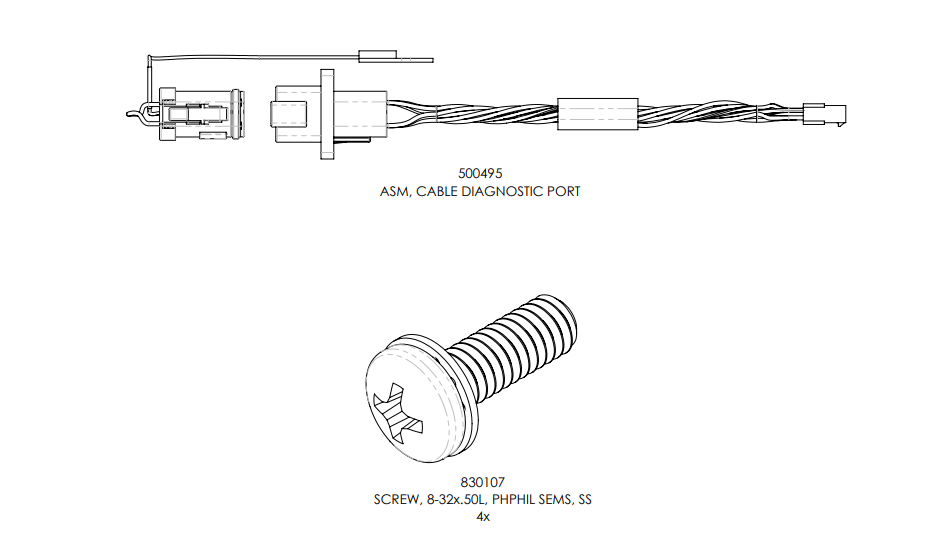 500495
ASM, CABLE DIAGNOSTIC PORT
830107
SCREW, 8-32x.50L, PHPHIL SEMS, SS
4x